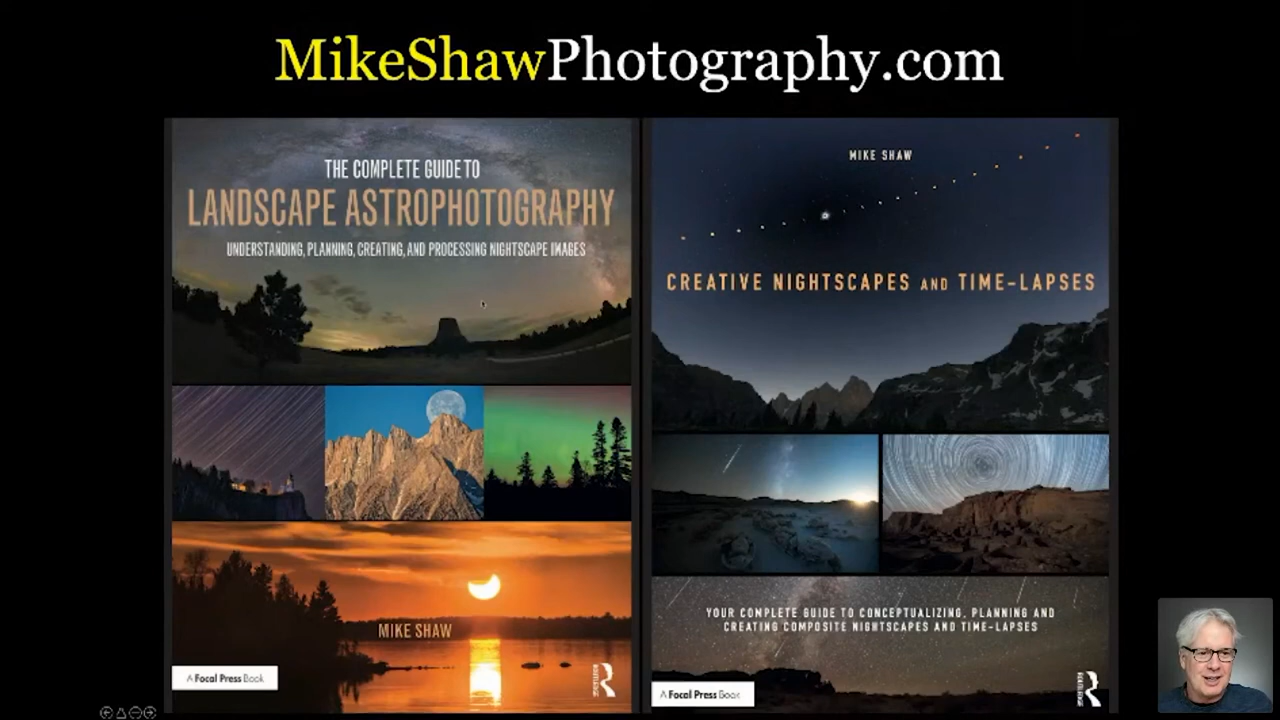 MikeShawPhotography.com
THE COMPLETE GUIDE TO
LANDSCAPE ASTROPHOTOGRAPHY
UNDERSTANDING, PLANNING, CREATING, AND PROCESSING NIGHTSCAPE IMAGES
MIKE SHAW
A Focal Press Book
MIKE SHAW
CREATIVE NIGHTSCAPES AND TIME-LAPSES
YOUR COMPLETE GUIDE TO CONCEPTUALIZING, PLANNING AND
CREATING COMPOSITE NIGHTSCAPES AND TIME-LAPSES
A Focal Press Book